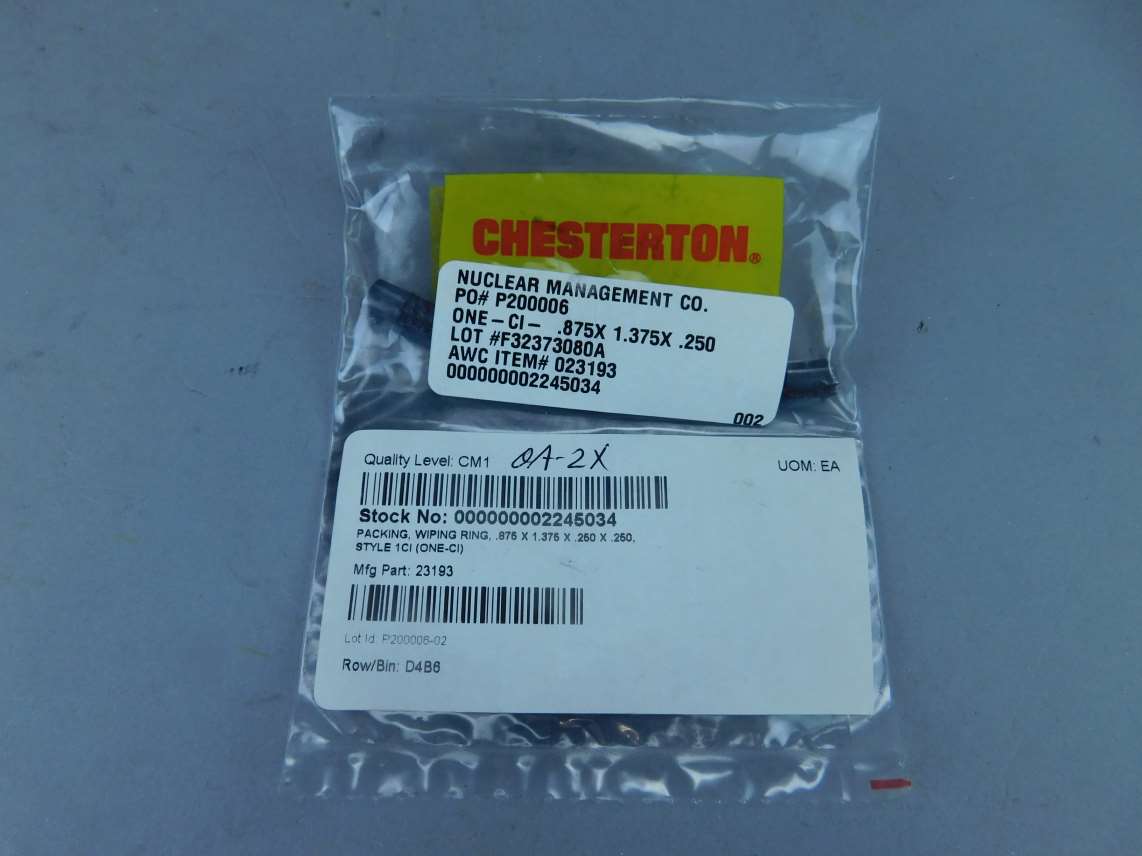 CHESTERTON®
NUCLEAR MANAGEMENT CO.
PO# P200006
ONE-CI- .875X 1.375X .250
LOT #F32373080A
AWC ITEM# 023193
000000002245034
002
Quality Level: CM1 QA-2X UOM: EA
Stock No: 000000002245034
PACKING, WIPING RING, .875 X 1.375 X .250 X .250,
STYLE 1CI (ONE-CI)
Mfg Part: 23193
Lot Id: P200006-02
Row/Bin: D4B6